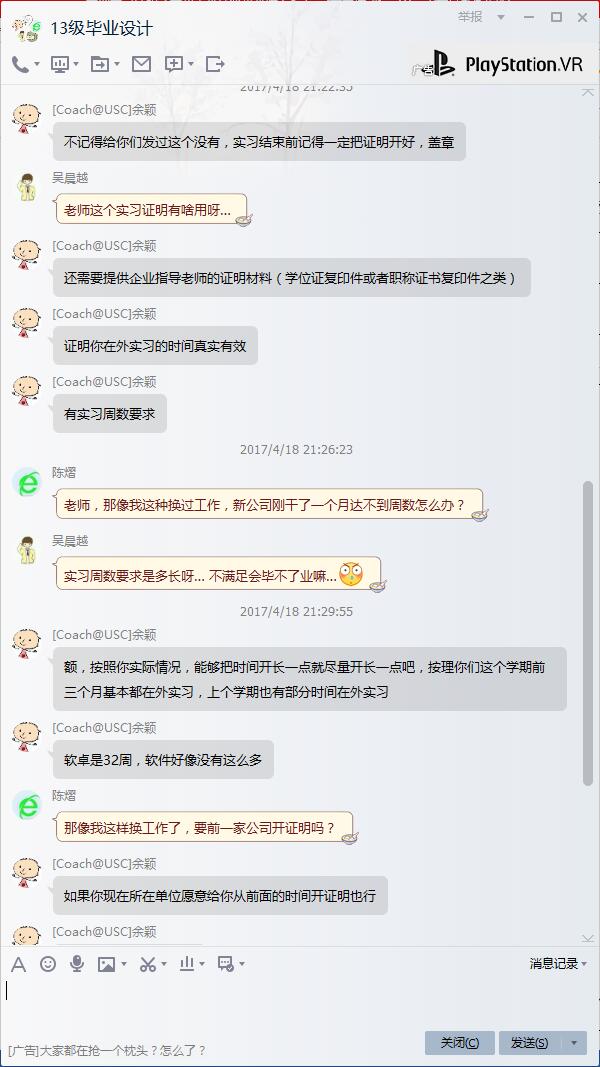 举报
13级毕业设计
广告
PlayStation.VR
2017/4/18 21:22:35
[Coach@USC]余颖
不记得给你们发过这个没有，实习结束前记得一定把证明开好，盖章
吴晨越
老师这个实习证明有啥用呀...
[Coach@USC]余颖
还需要提供企业指导老师的证明材料（学位证复印件或者职称证书复印件之类）
[Coach@USC]余颖
证明你在外实习的时间真实有效
[Coach@USC]余颖
有实习周数要求
2017/4/18 21:26:23
陈熠
老师，那像我这种换过工作，新公司刚干了一个月达不到周数怎么办？
吴晨越
实习周数要求是多长呀... 不满足会毕不了业嘛...
2017/4/18 21:29:55
[Coach@USC]余颖
额，按照你实际情况，能够把时间开长一点就尽量开长一点吧，按理你们这个学期前
三个月基本都在外实习，上个学期也有部分时间在外实习
[Coach@USC]余颖
软卓是32周，软件好像没有这么多
陈熠
那像我这样换工作了，要前一家公司开证明吗？
[Coach@USC]余颖
如果你现在所在单位愿意给你从前面的时间开证明也行
[Coach@USC]余颖
消息记录
[广告]大家都在抢一个枕头？怎么了？
关闭(C)
发送(S)